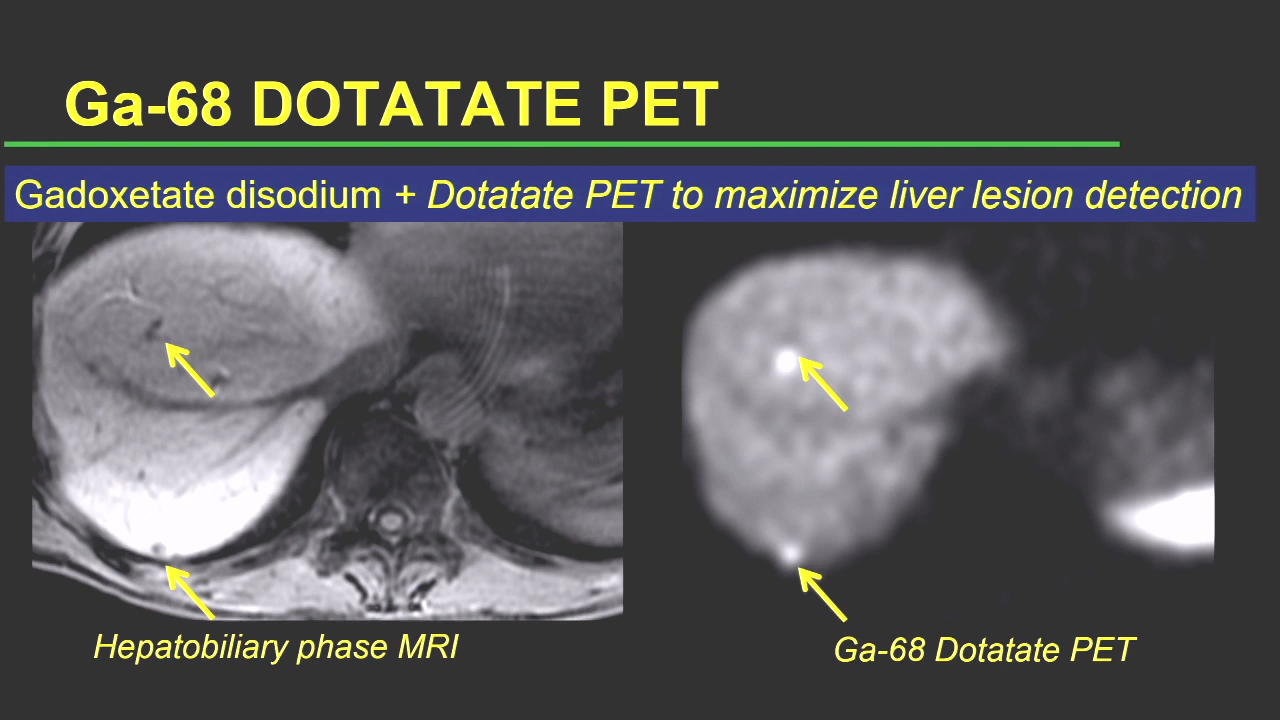 Ga-68 DOTATATE PET
Gadoxetate disodium + Dotatate PET to maximize liver lesion detection
Hepatobiliary phase MRI
Ga-68 Dotatate PET